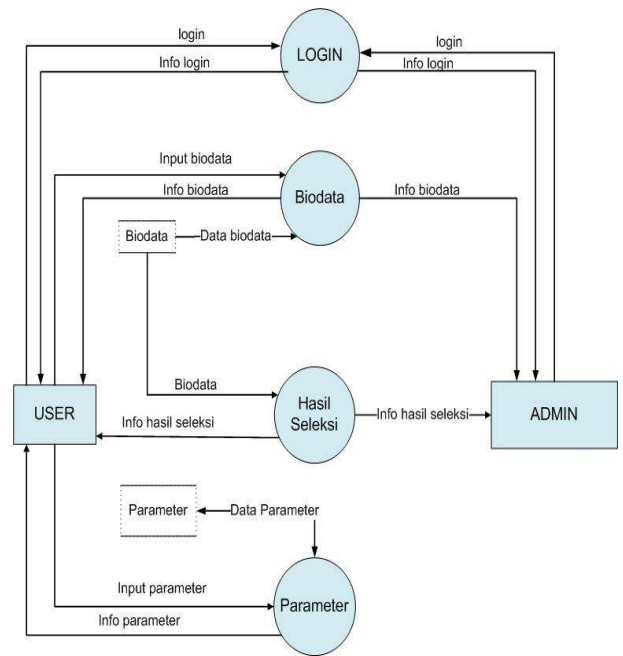 login
login
LOGIN
Info login
Info login
Input biodata
Info biodata
Biodata
Info biodata
Biodata
Data biodata
Biodata
Hasil
Seleksi
USER
Info hasil seleksi
Info hasil seleksi
ADMIN
Parameter
Data Parameter
Input parameter
Parameter
Info parameter